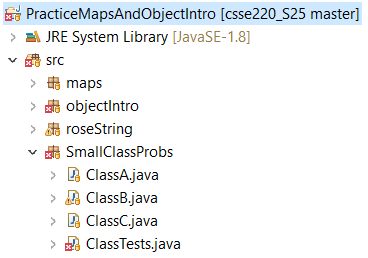 PracticeMapsAndObjectIntro [csse220_S25 master]
JRE System Library [JavaSE-1.8]
src
maps
objectIntro
roseString
SmallClassProbs
ClassA.java
ClassB.java
ClassC.java
ClassTests.java